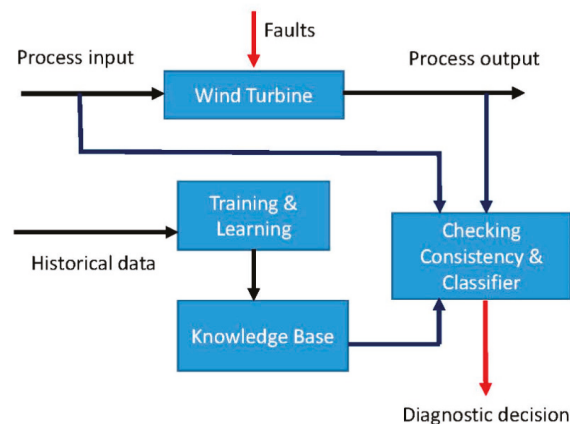 Faults
Process input
Process output
Wind Turbine
Training &
Learning
Checking
Consistency &
Classifier
Historical data
Knowledge Base
Diagnostic decision